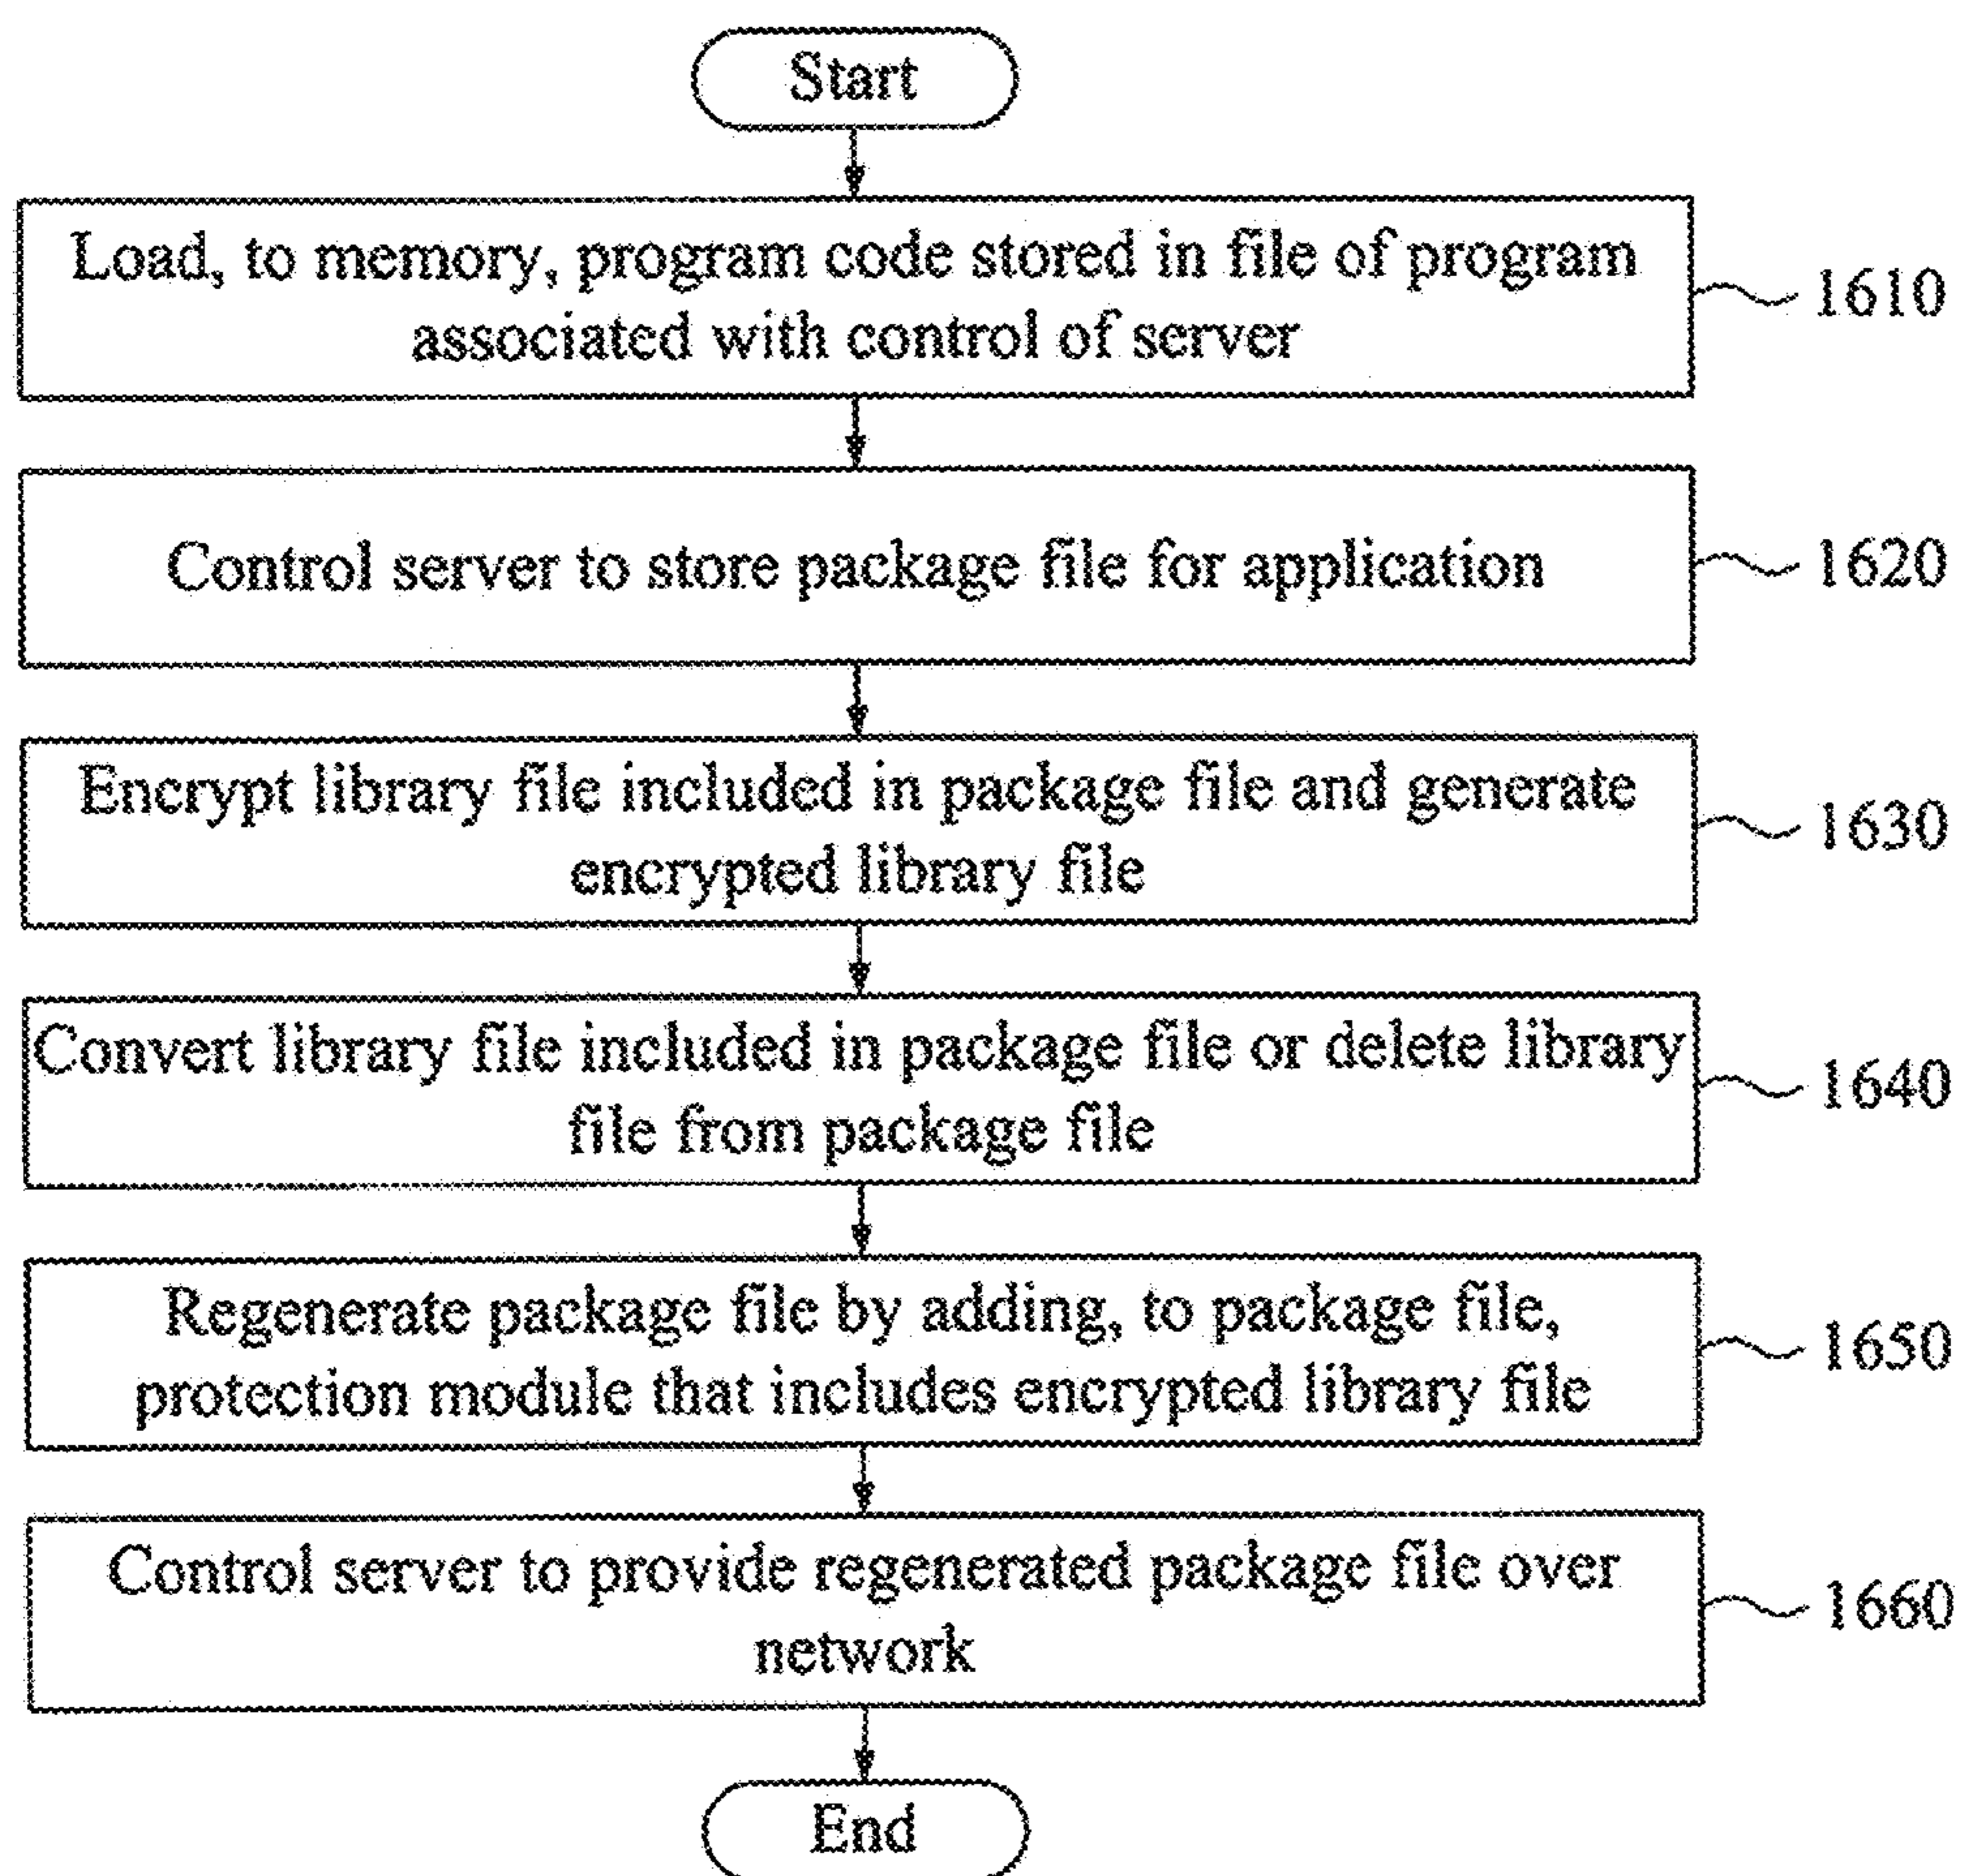 Start
Load, to memory, program code stored in file of program
associated with control of server
1610
Control server to store package file for application
1620
Encrypt library file included in package file and generate
encrypted library file
1630
Convert library file included in package file or delete library
file from package file
1640
Regenerate package file by adding, to package file,
protection module that includes encrypted library file
1650
Control server to provide regenerated package file over
network
1660
End